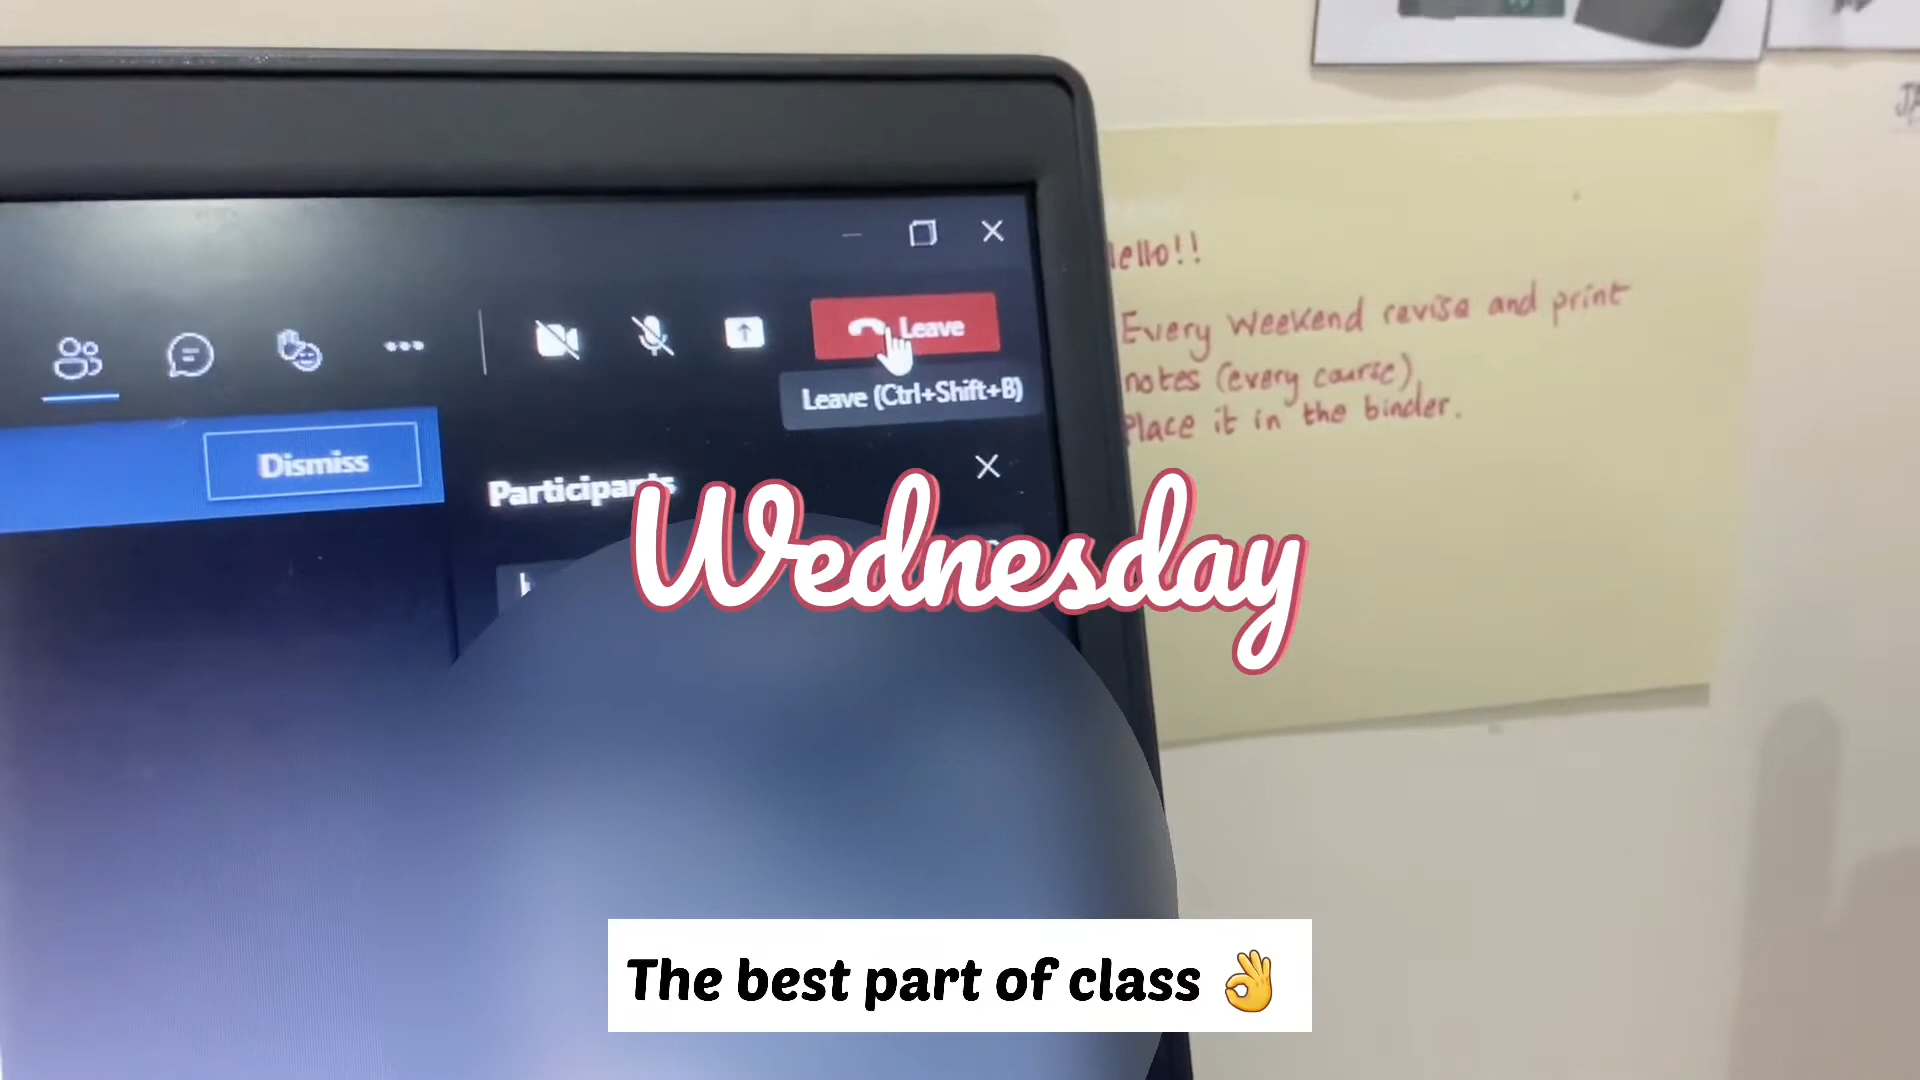 Leave
Leave (Ctrl+Shift+B)
Dismiss
Participants
ello!!
Every Weekend revise and print
notes (every course)
Place it in the binder.
Wednesday
The best part of class 👌